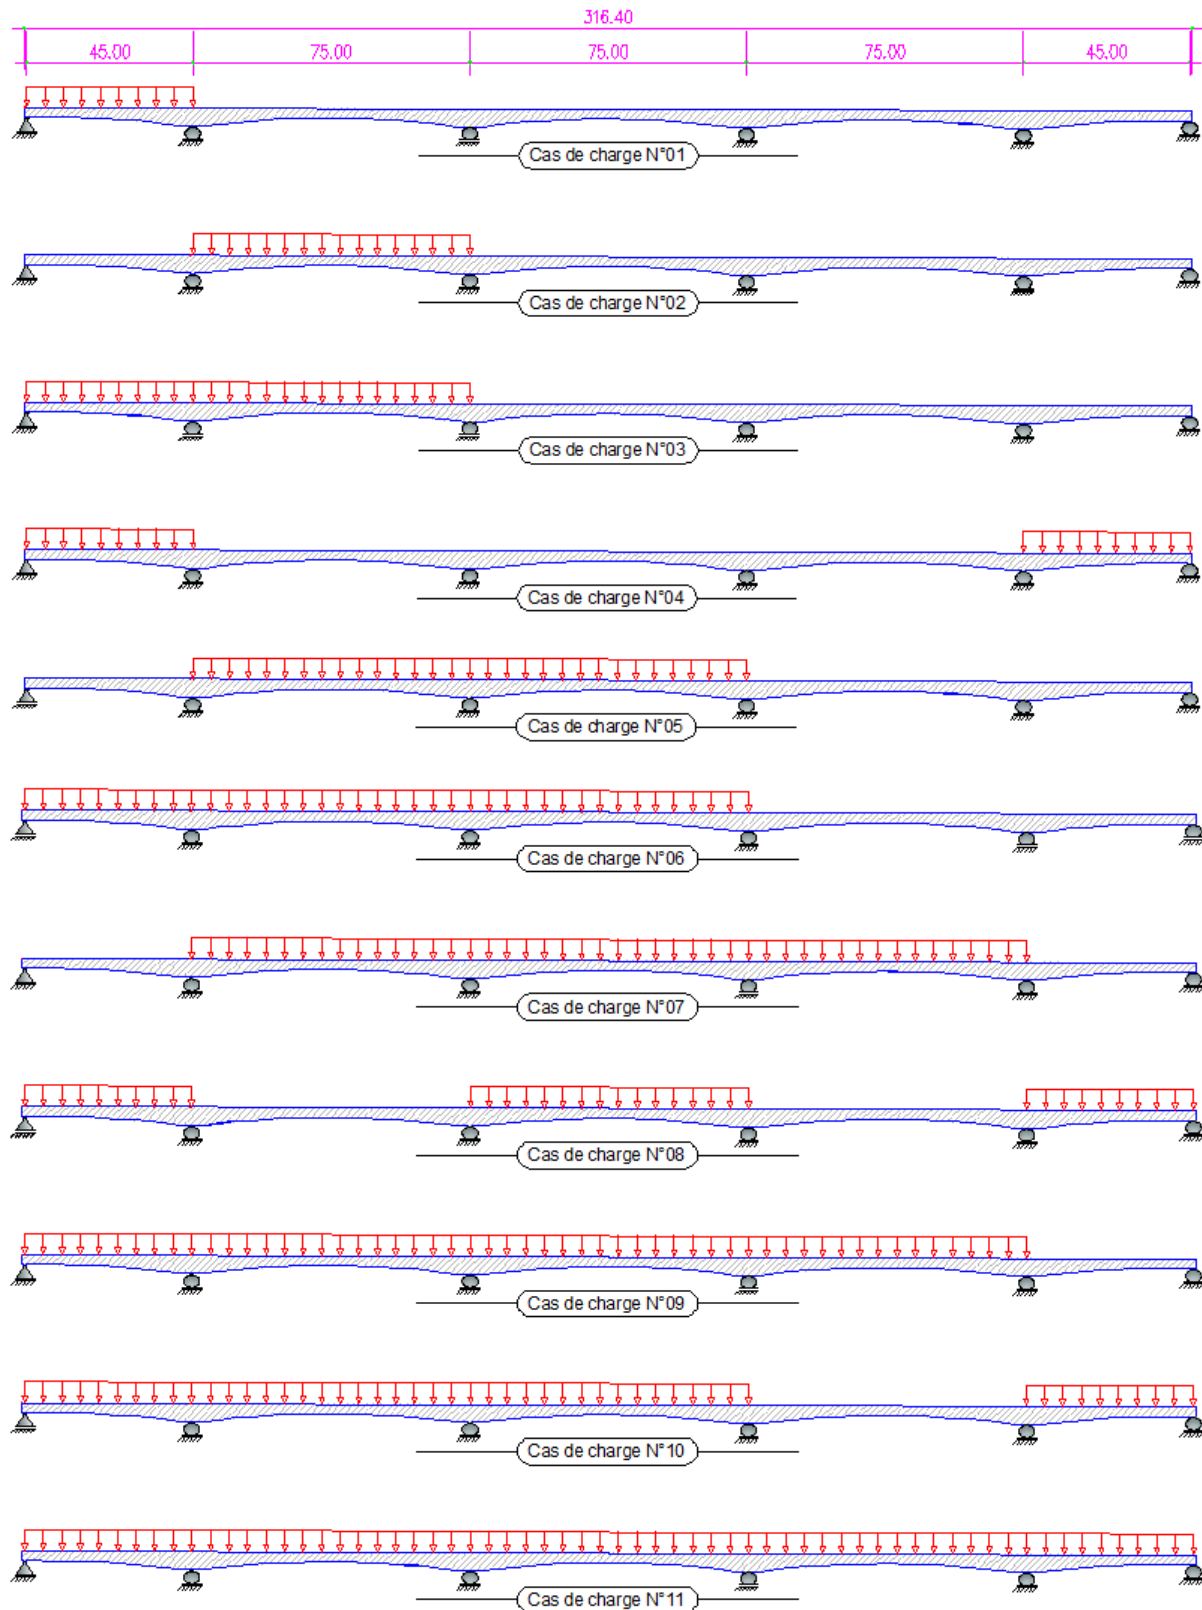 316.40
45.00 75.00 75.00 75.00 45.00
Cas de charge N°01
Cas de charge N°02
Cas de charge N°03
Cas de charge N°04
Cas de charge N°05
Cas de charge N°06
Cas de charge N°07
Cas de charge N°08
Cas de charge N°09
Cas de charge N°10
Cas de charge N°11